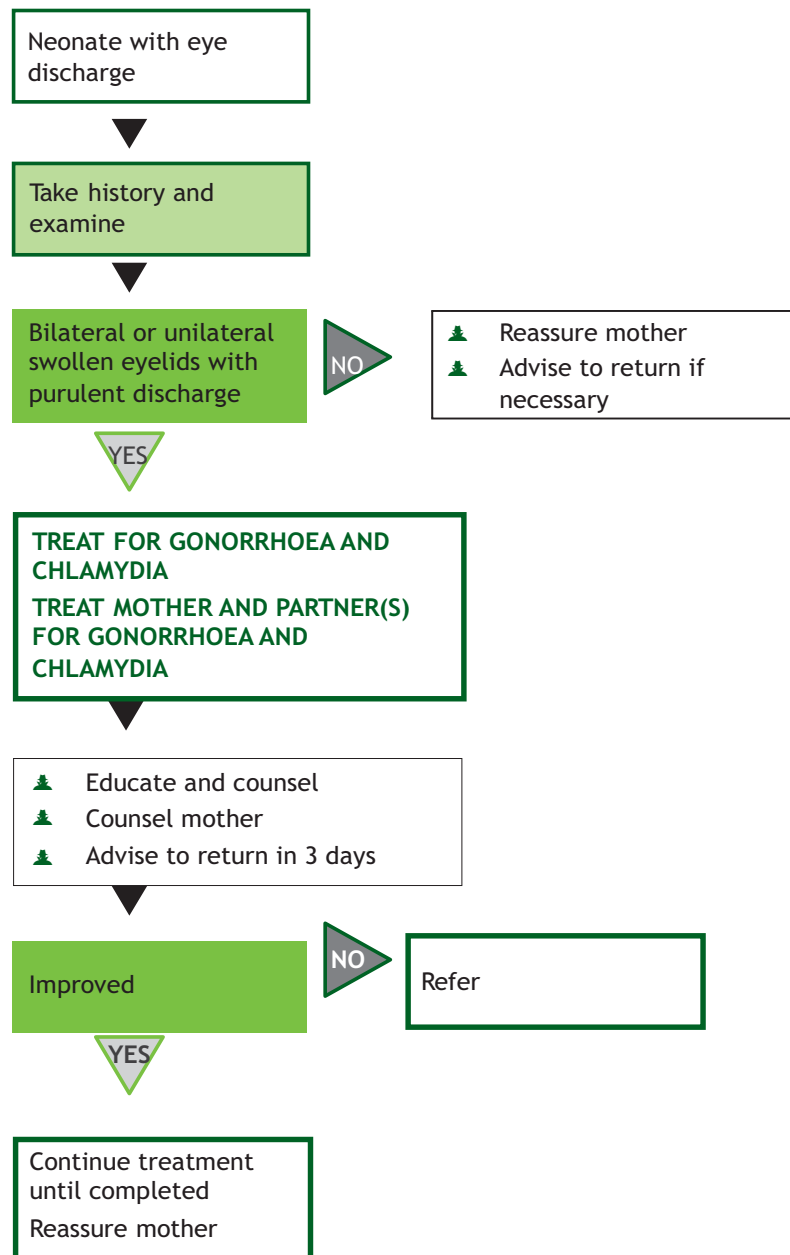 Neonate with eye
discharge
Take history and
examine
Bilateral or unilateral
swollen eyelids with
purulent discharge
NO
Reassure mother
Advise to return if
necessary
YES
TREAT FOR GONORRHOEA AND
CHLAMYDIA
TREAT MOTHER AND PARTNER(S)
FOR GONORRHOEA AND
CHLAMYDIA
Educate and counsel
Counsel mother
Advise to return in 3 days
Improved
NO
Refer
YES
Continue treatment
until completed
Reassure mother